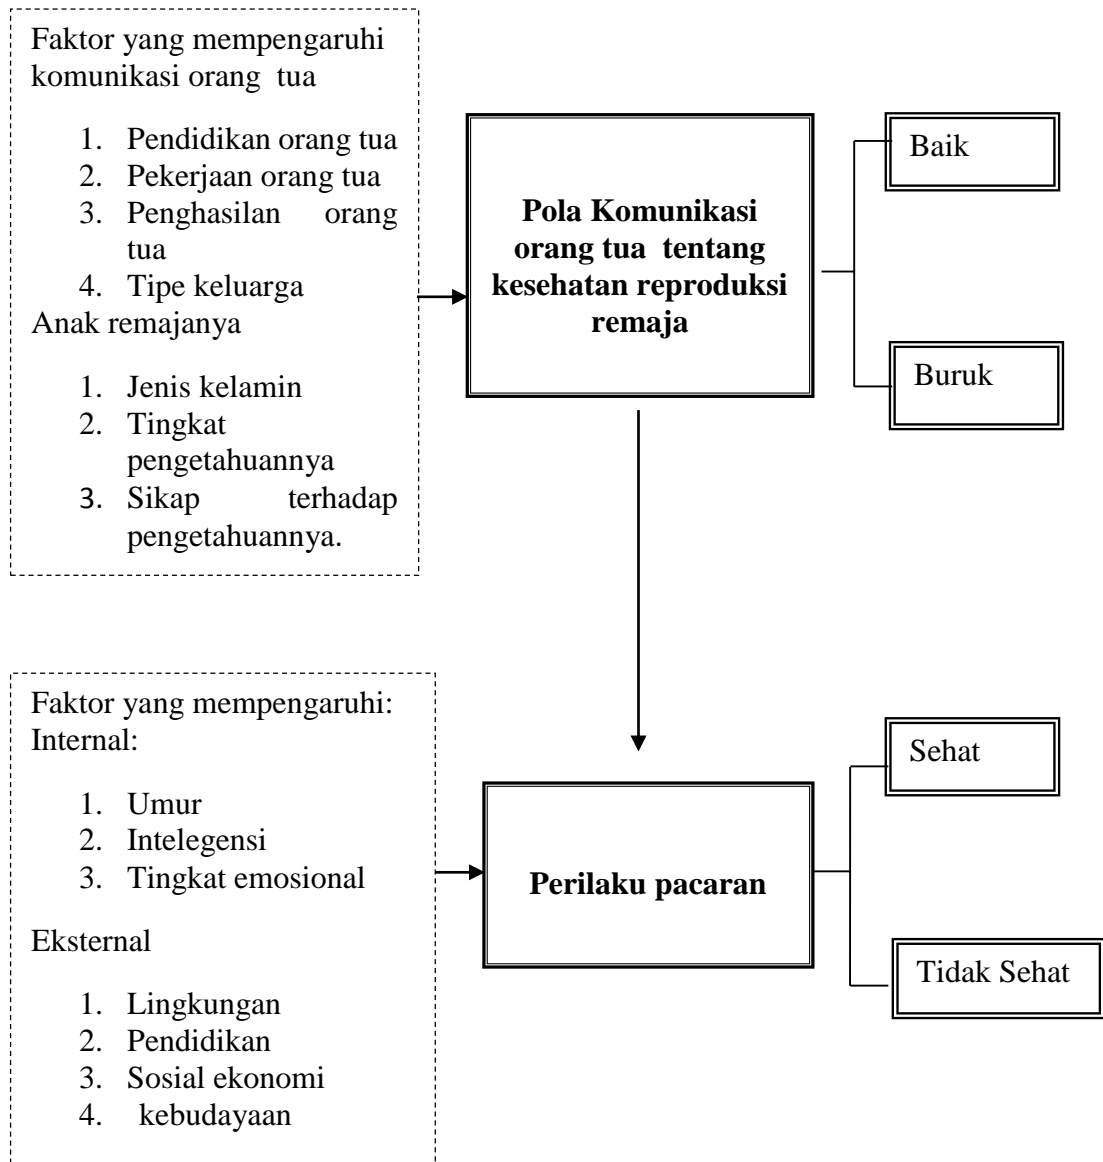 Faktor yang mempengaruhi
komunikasi orang tua
1. Pendidikan orang tua
2. Pekerjaan orang tua
3. Penghasilan orang
tua
4. Tipe keluarga
Anak remajanya
1. Jenis kelamin
2. Tingkat
pengetahuannya
3. Sikap terhadap
pengetahuannya.
Pola Komunikasi
orang tua tentang
kesehatan reproduksi
remaja
Baik
Buruk
Faktor yang mempengaruhi:
Internal:
1. Umur
2. Intelegensi
3. Tingkat emosional
Eksternal
1. Lingkungan
2. Pendidikan
3. Sosial ekonomi
4. kebudayaan
Perilaku pacaran
Sehat
Tidak Sehat